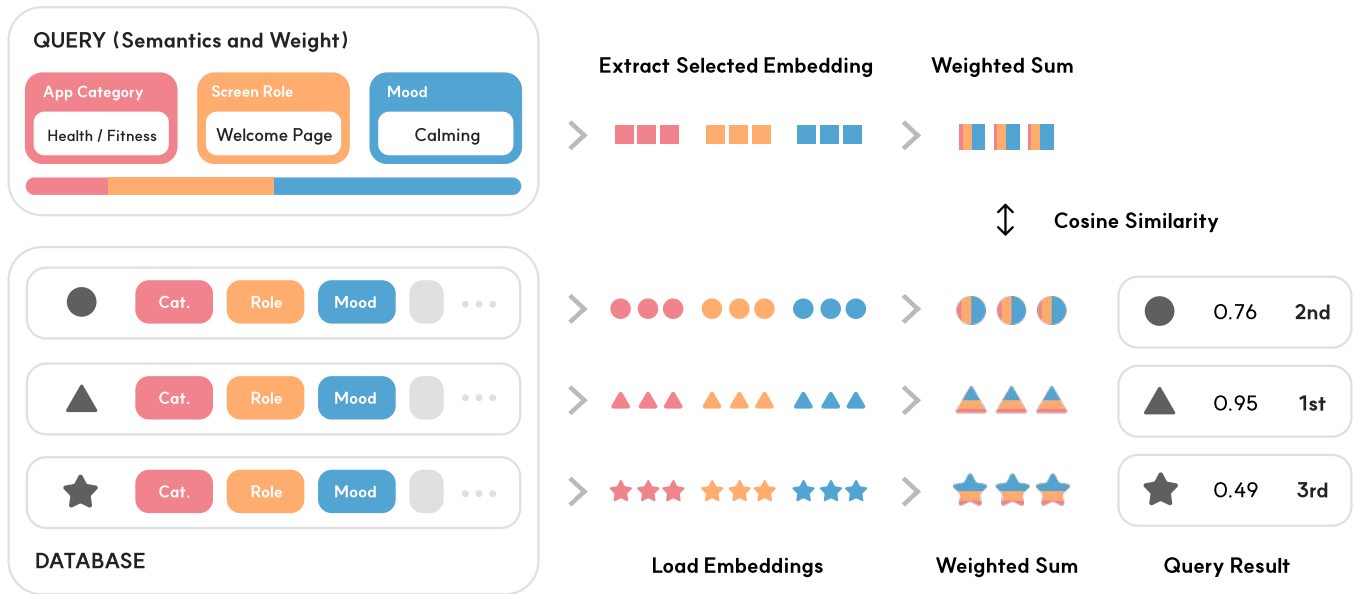 QUERY (Semantics and Weight)
App Category
Health / Fitness
Screen Role
Welcome Page
Mood
Calming
Extract Selected Embedding
Weighted Sum
Cosine Similarity
Cat. Role Mood
0.76 2nd
Cat. Role Mood
0.95 1st
Cat. Role Mood
0.49 3rd
DATABASE
Load Embeddings
Weighted Sum
Query Result